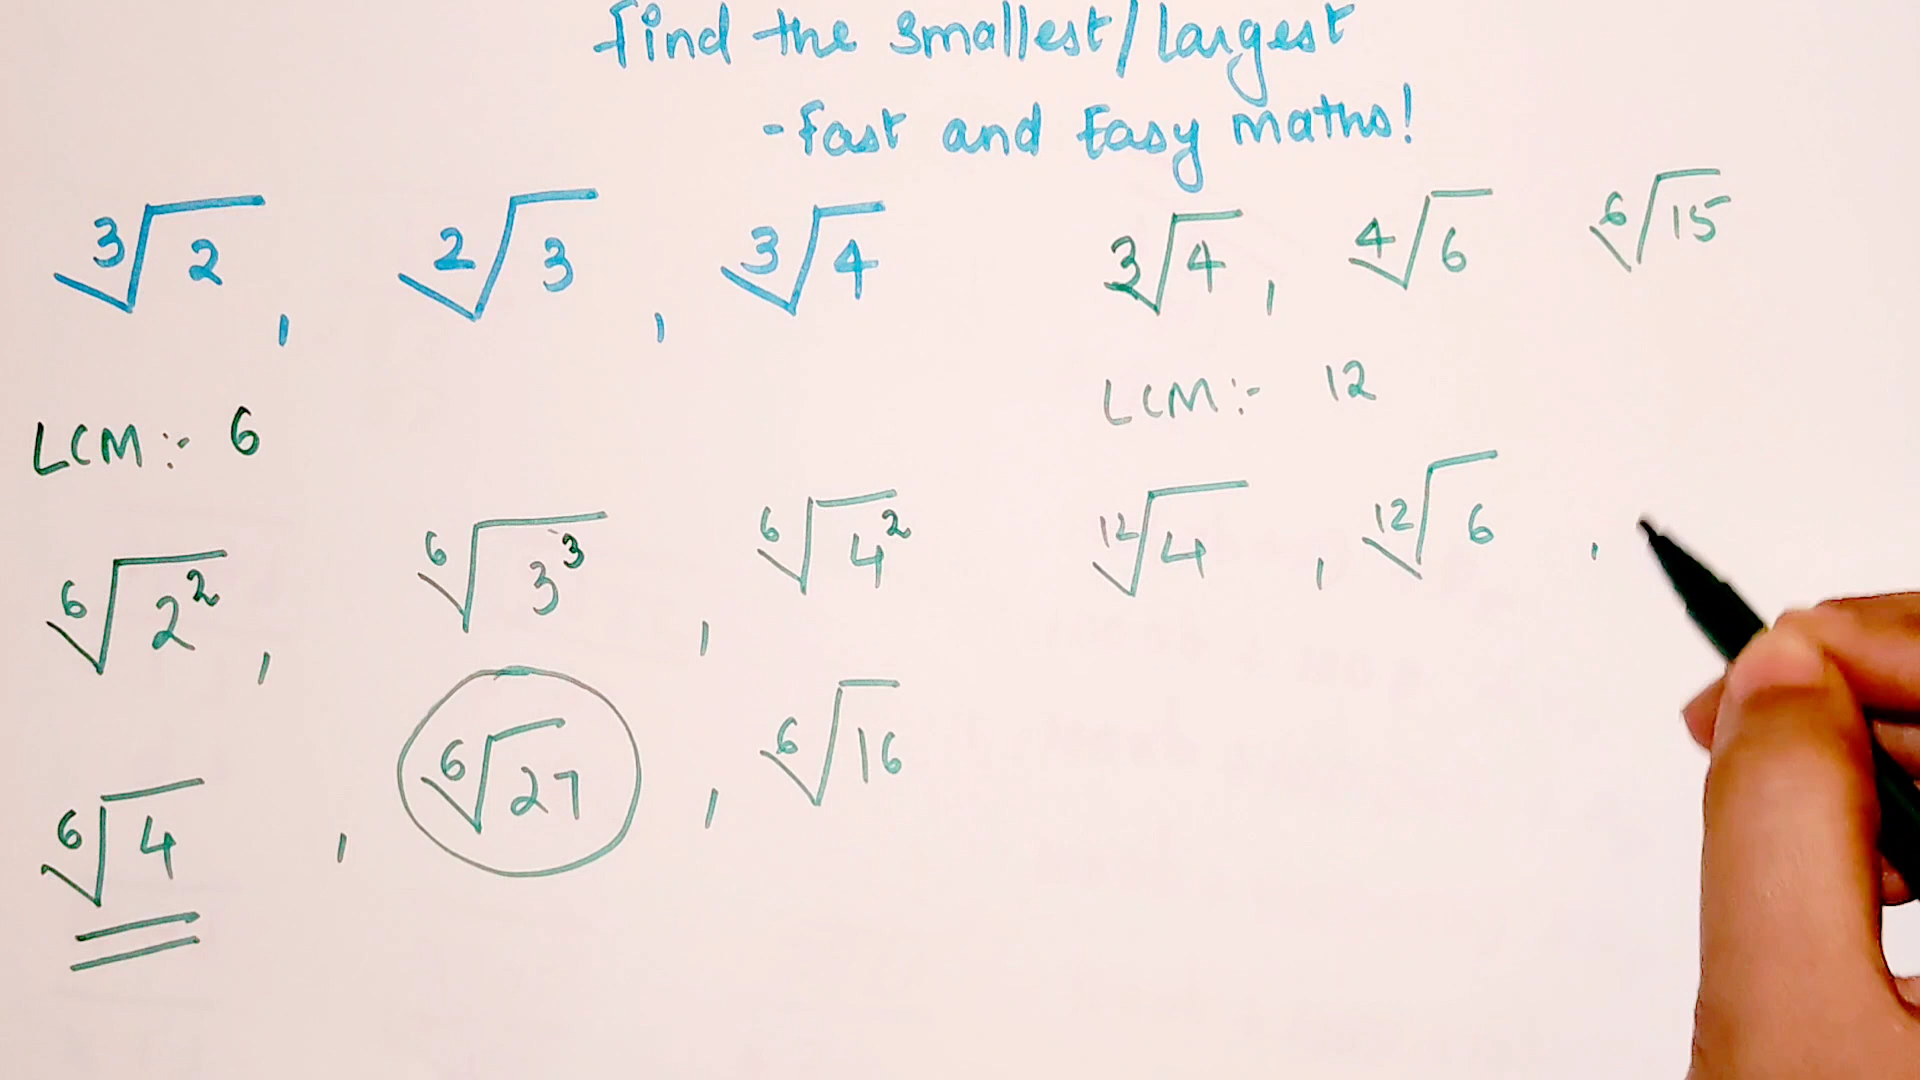 find the smallest/largest
-fast and Easy maths!
∛2 , ²√3 , ∛4
LCM:- 6
⁶√2² , ⁶√3³ , ⁶√4²
⁶√4 , ⁶√27 , ⁶√16
∛4 , ∜6 ⁶√15
LCM:- 12
¹²√4 , ¹²√6 ,